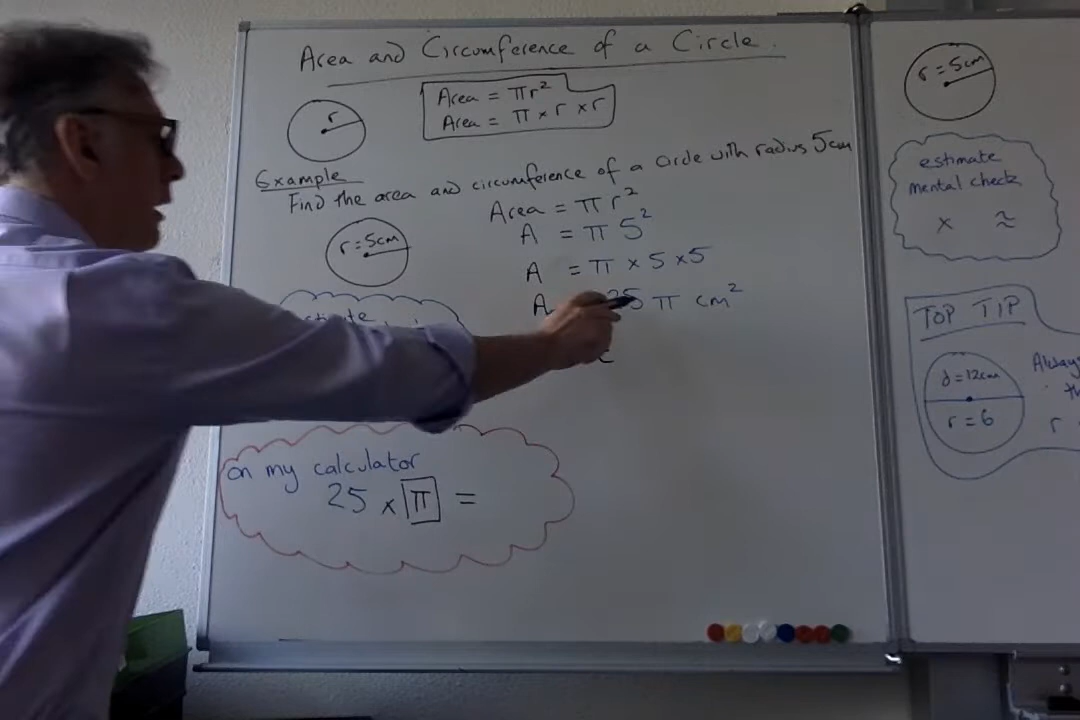 Area and Circumference of a Circle.
r
Area = πr²
Area = π × r × r
Example
Find the area and circumference of a circle with radius 5cm
r=5cm
Area = π r²
A = π 5²
A = π × 5 × 5
A 25 π cm²
on my calculator
25 × π =
r = 5cm
estimate
mental check
× ≈
TOP TIP
d=12cm
r = 6
Always
r